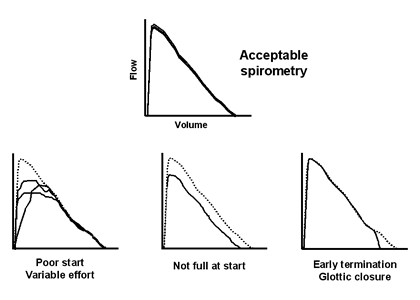 Flow
Acceptable
spirometry
Volume
Poor start
Variable effort
Not full at start
Early termination
Glottic closure